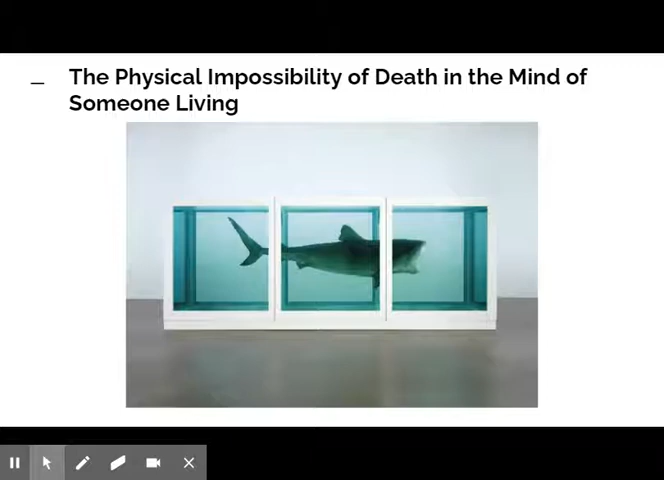 The Physical Impossibility of Death in the Mind of
Someone Living